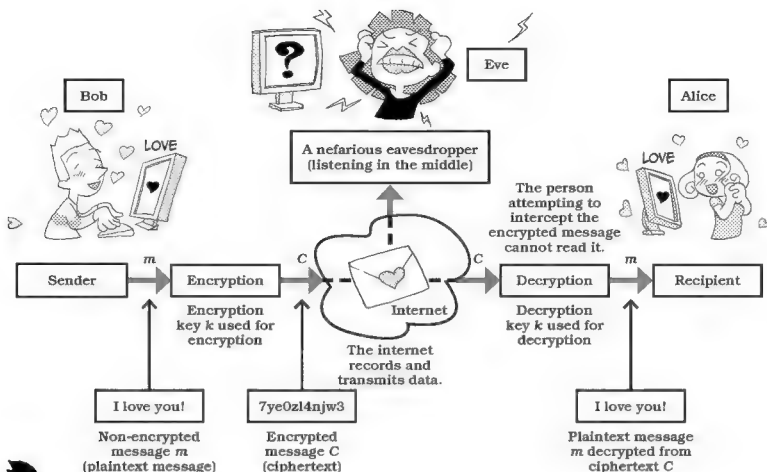 ?
Eve
Bob
Alice
LOVE
LOVE
A nefarious eavesdropper
(listening in the middle)
The person
attempting to
intercept the
encrypted message
cannot read it.
m
C
C
m
Sender
Encryption
Internet
Decryption
Recipient
Encryption
key k used for
encryption
Decryption
key k used for
decryption
The internet
records and
transmits data.
I love you!
7ye0zl4njw3
I love you!
Non-encrypted
message m
(plaintext message)
Encrypted
message C
(ciphertext)
Plaintext message
m decrypted from
ciphertext C